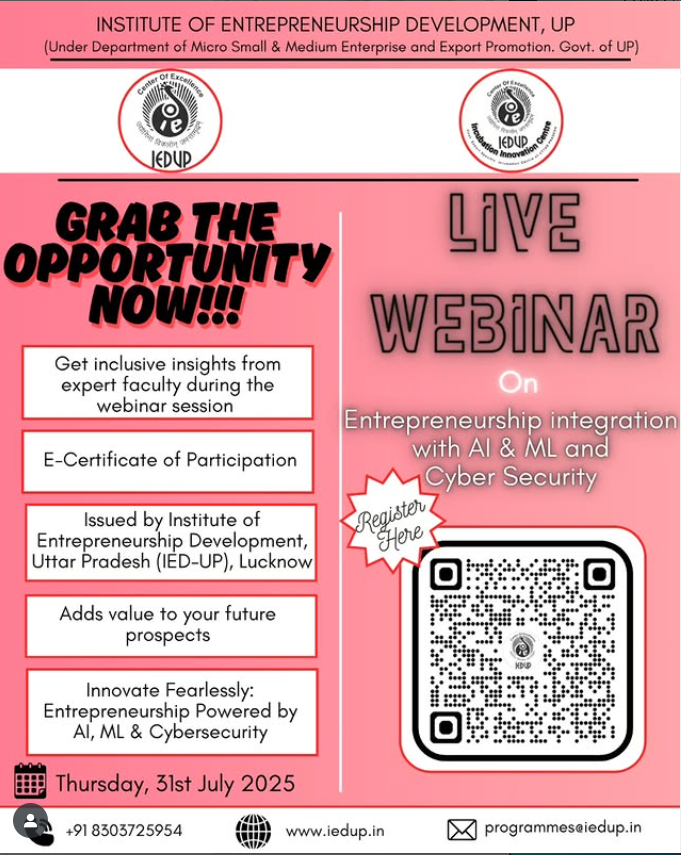 INSTITUTE OF ENTREPRENEURSHIP DEVELOPMENT, UP
(Under Department of Micro Small & Medium Enterprise and Export Promotion. Govt. of UP)
Center Of Excellence
IEDUP
Center Of Excellence
Incubation Innovation Centre
GRAB THE
OPPORTUNITY
NOW!!!
Get inclusive insights from
expert faculty during the
webinar session
E-Certificate of Participation
Issued by Institute of
Entrepreneurship Development,
Uttar Pradesh (IED-UP), Lucknow
Adds value to your future
prospects
Innovate Fearlessly:
Entrepreneurship Powered by
AI, ML & Cybersecurity
Thursday, 31st July 2025
LIVE
WEBINAR
On
Entrepreneurship integration
with AI & ML and
Cyber Security
Register
Here
IEDUP
+91 8303725954
www.iedup.in
programmes@iedup.in